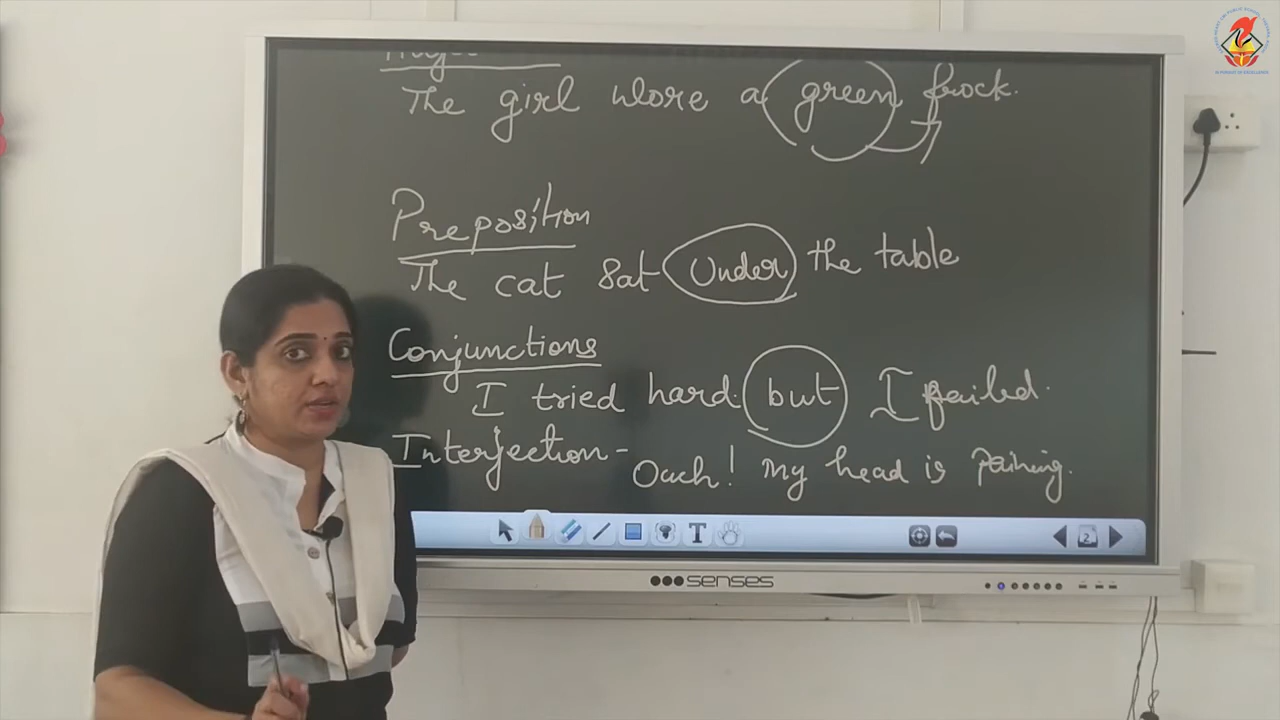 The girl wore a green frock.
Preposition
The cat sat Under the table
Conjunctions
I tried hard. but I failed.
Interjection - Ouch! My head is Paining.
T
2
senses